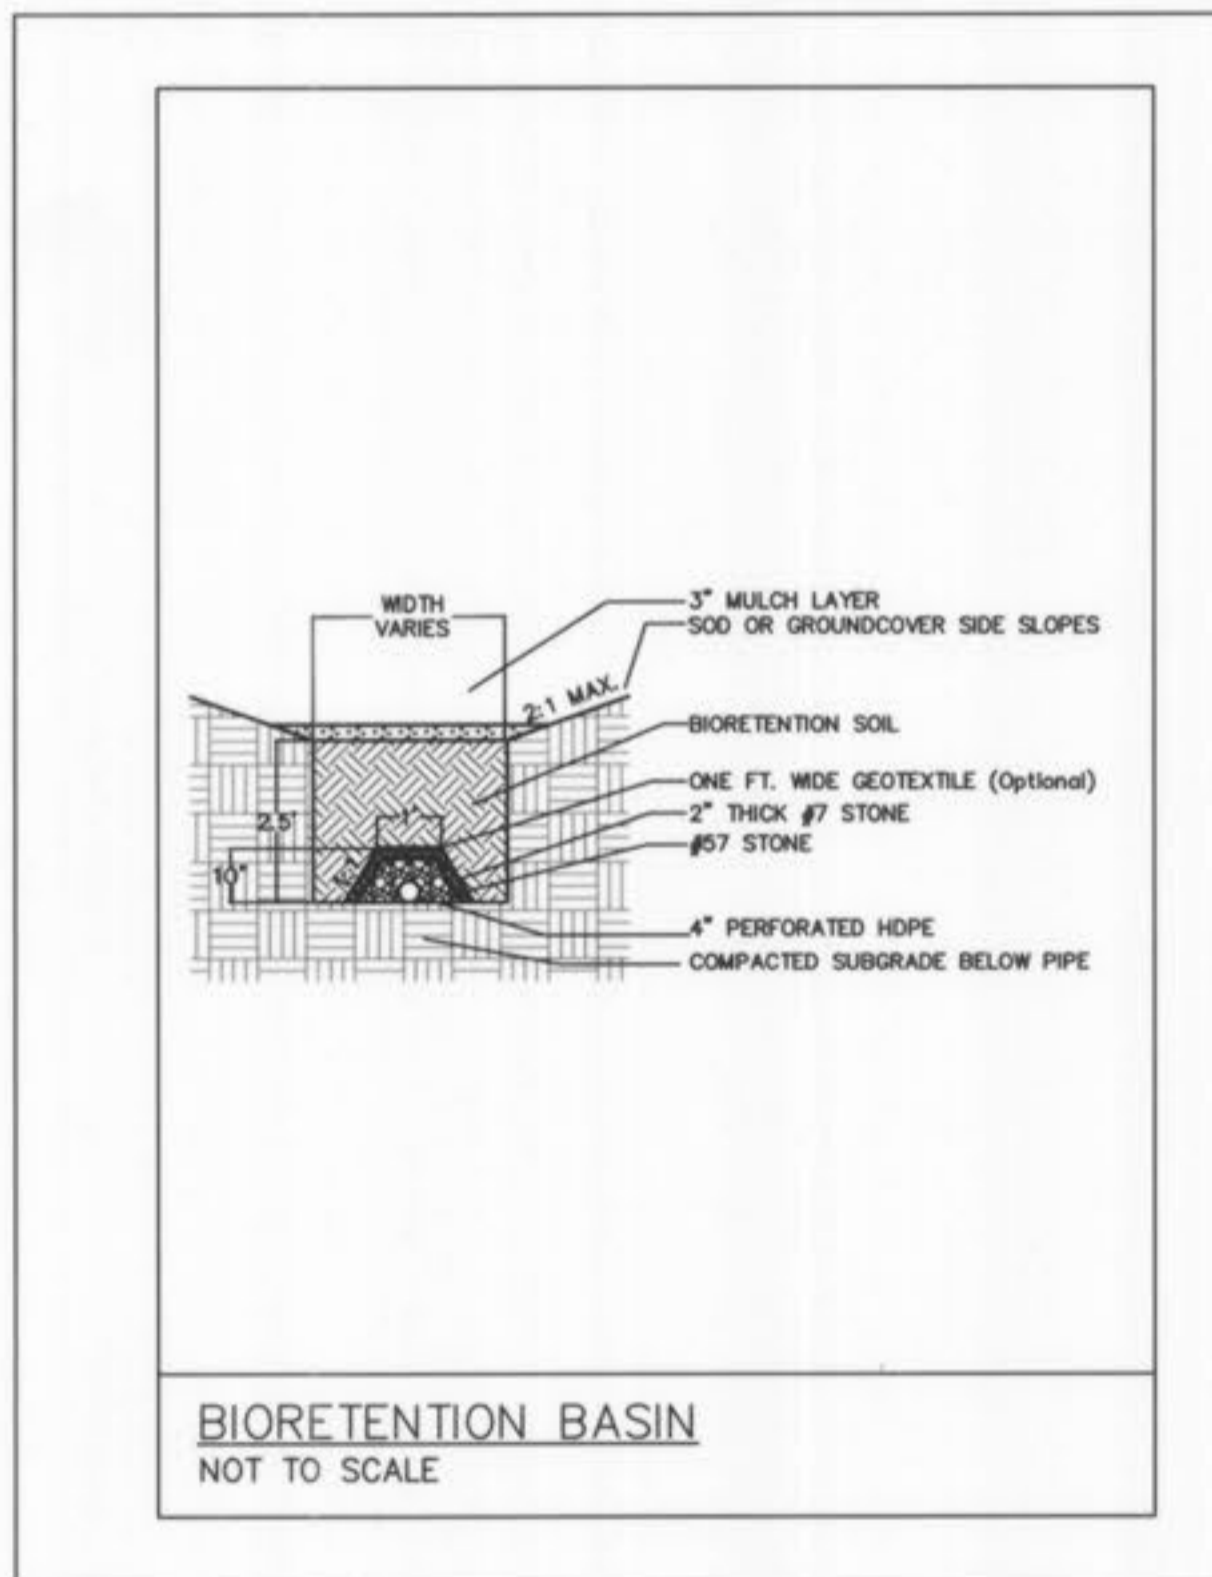 WIDTH
VARIES
3" MULCH LAYER
SOD OR GROUNDCOVER SIDE SLOPES
2:1 MAX.
BIORETENTION SOIL
ONE FT. WIDE GEOTEXTILE (Optional)
2" THICK #7 STONE
#57 STONE
2.5'
1'
10"
4" PERFORATED HDPE
COMPACTED SUBGRADE BELOW PIPE
BIORETENTION BASIN
NOT TO SCALE